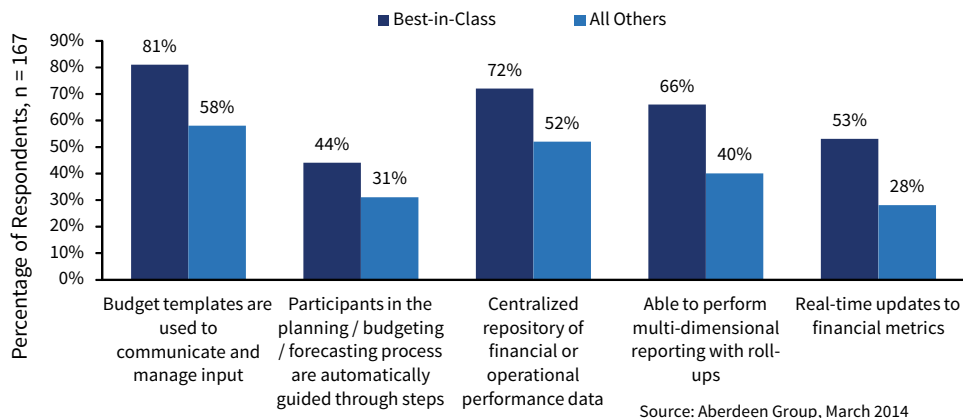 Best-in-Class
All Others
Percentage of Respondents, n = 167
90%
80%
70%
60%
50%
40%
30%
20%
10%
0%
81%
58%
44%
31%
72%
52%
66%
40%
53%
28%
Budget templates are
used to
communicate and
manage input
Participants in the
planning / budgeting
/ forecasting process
are automatically
guided through steps
Centralized
repository of
financial or
operational
performance data
Able to perform
multi-dimensional
reporting with roll-
ups
Real-time updates to
financial metrics
Source: Aberdeen Group, March 2014